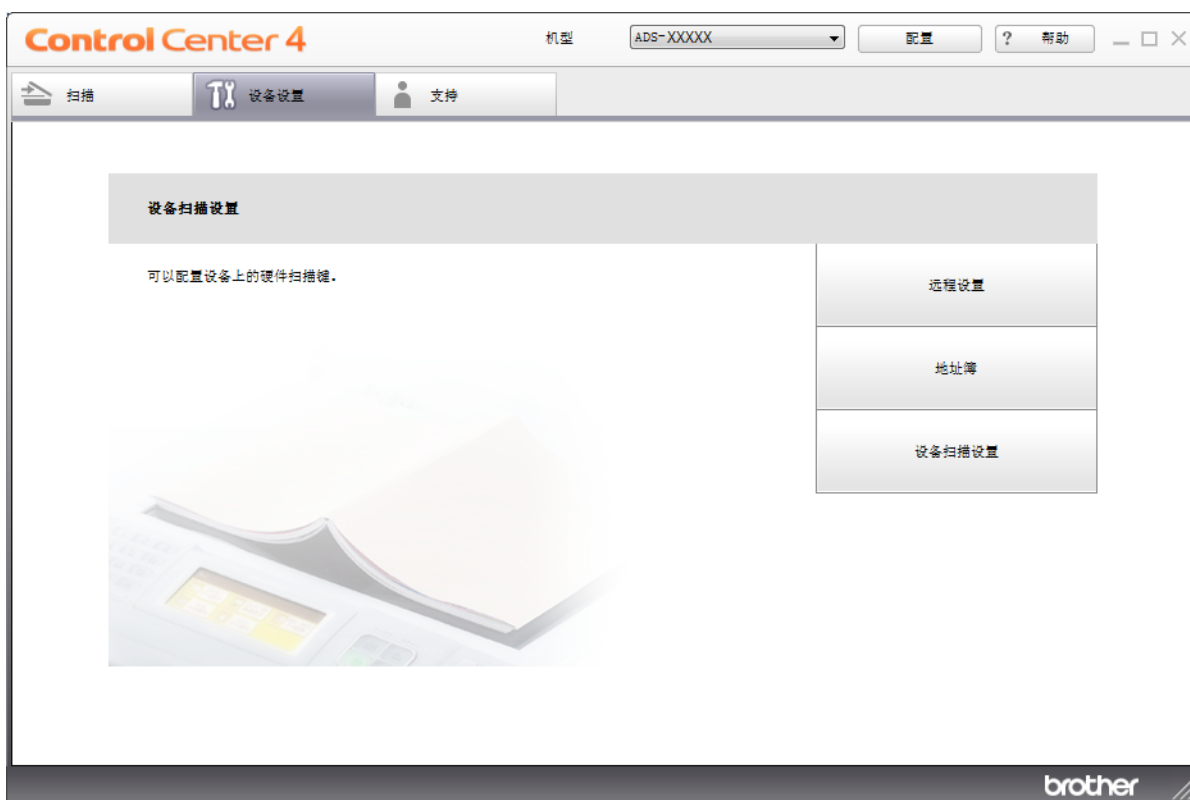 Control Center 4 机型 ADS-XXXXX 配置 ? 帮助
扫描 设备设置 支持
设备扫描设置
可以配置设备上的硬件扫描键.
远程设置
地址簿
设备扫描设置
brother